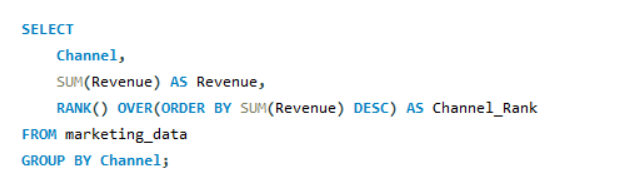 SELECT
    Channel,
    SUM(Revenue) AS Revenue,
    RANK() OVER(ORDER BY SUM(Revenue) DESC) AS Channel_Rank
FROM marketing_data
GROUP BY Channel;